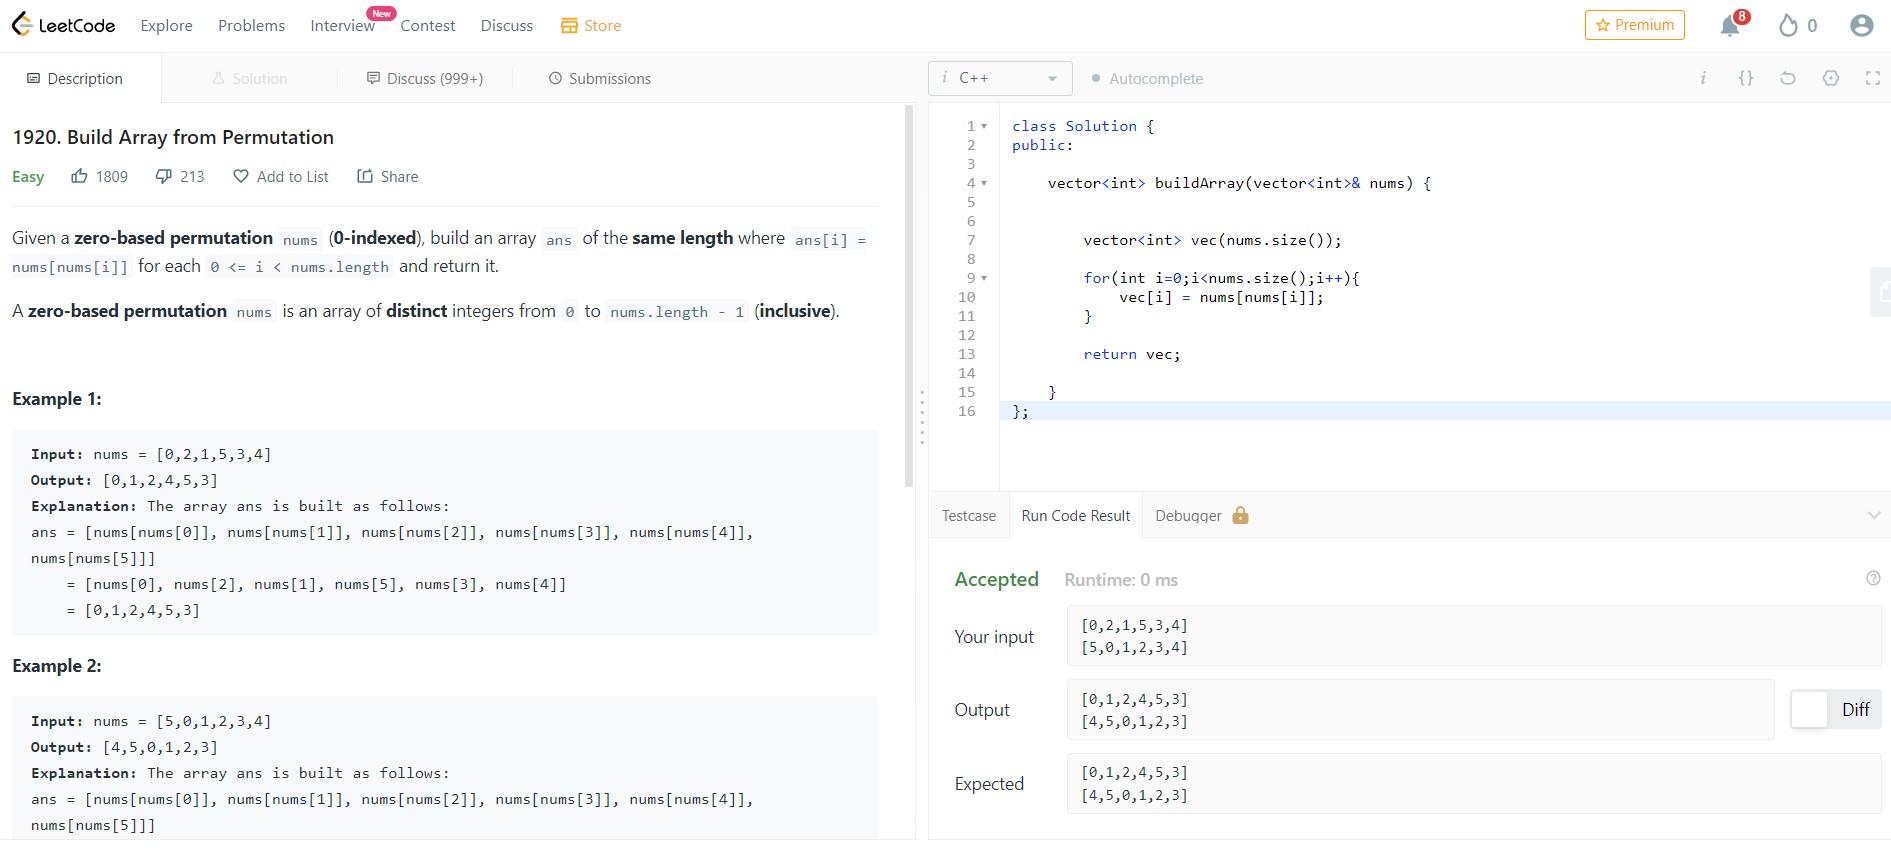 LeetCode Explore Problems Interview New Contest Discuss Store Premium 8 0
Description Solution Discuss (999+) Submissions
1920. Build Array from Permutation
Easy 1809 213 Add to List Share
Given a zero-based permutation nums (0-indexed), build an array ans of the same length where ans[i] =
nums[nums[i]] for each 0 <= i < nums.length and return it.
A zero-based permutation nums is an array of distinct integers from 0 to nums.length - 1 (inclusive).
Example 1:
Input: nums = [0,2,1,5,3,4]
Output: [0,1,2,4,5,3]
Explanation: The array ans is built as follows:
ans = [nums[nums[0]], nums[nums[1]], nums[nums[2]], nums[nums[3]], nums[nums[4]],
nums[nums[5]]]
= [nums[0], nums[2], nums[1], nums[5], nums[3], nums[4]]
= [0,1,2,4,5,3]
Example 2:
Input: nums = [5,0,1,2,3,4]
Output: [4,5,0,1,2,3]
Explanation: The array ans is built as follows:
ans = [nums[nums[0]], nums[nums[1]], nums[nums[2]], nums[nums[3]], nums[nums[4]],
nums[nums[5]]]
i C++ Autocomplete i {}
1 class Solution {
2 public:
3
4 vector<int> buildArray(vector<int>& nums) {
5
6
7 vector<int> vec(nums.size());
8
9 for(int i=0;i<nums.size();i++){
10 vec[i] = nums[nums[i]];
11 }
12
13 return vec;
14
15 }
16 };
Testcase Run Code Result Debugger
Accepted Runtime: 0 ms
Your input
[0,2,1,5,3,4]
[5,0,1,2,3,4]
Output
[0,1,2,4,5,3]
[4,5,0,1,2,3]
Diff
Expected
[0,1,2,4,5,3]
[4,5,0,1,2,3]